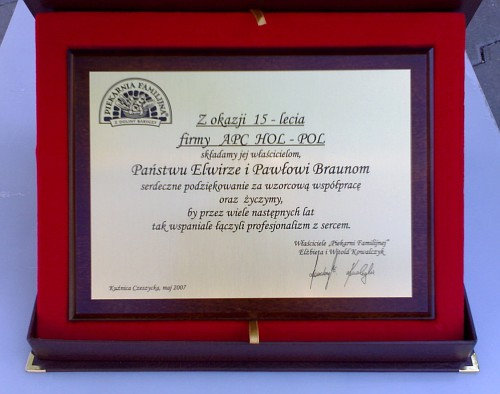 PIEKARNIA FAMILIJNA
Z DOLINY BARYCZY
Z okazji 15 - lecia
firmy APC HOL - POL
składamy jej właścicielom,
Państwu Elwirze i Pawłowi Braunom
serdeczne podziękowanie za wzorcową współpracę
oraz życzymy,
by przez wiele następnych lat
tak wspaniale łączyli profesjonalizm z sercem.
Właściciele „Piekarni Familijnej"
Elżbieta i Witold Kowalczyk
Kuźnica Czeszycka, maj 2007